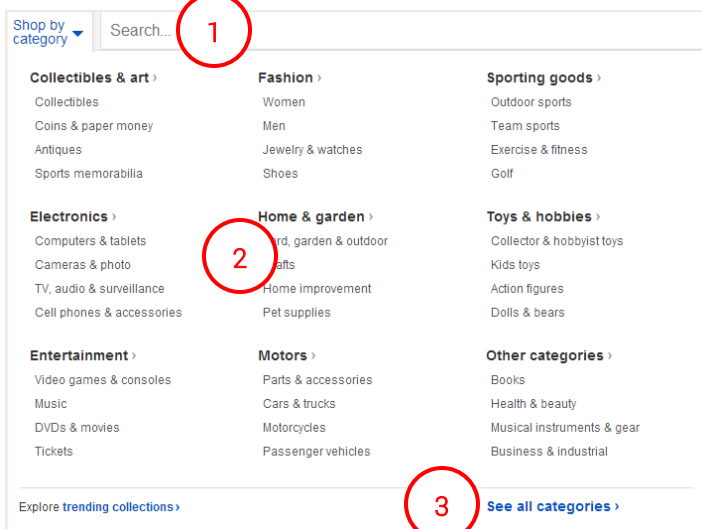 Shop by
category
Search...
1
Collectibles & art ›
Collectibles
Coins & paper money
Antiques
Sports memorabilia
Fashion ›
Women
Men
Jewelry & watches
Shoes
Sporting goods ›
Outdoor sports
Team sports
Exercise & fitness
Golf
Electronics ›
Computers & tablets
Cameras & photo
TV, audio & surveillance
Cell phones & accessories
2
Home & garden ›
garden & outdoor
Home improvement
Pet supplies
Toys & hobbies ›
Collector & hobbyist toys
Kids toys
Action figures
Dolls & bears
Entertainment ›
Video games & consoles
Music
DVDs & movies
Tickets
Motors ›
Parts & accessories
Cars & trucks
Motorcycles
Passenger vehicles
Other categories ›
Books
Health & beauty
Musical instruments & gear
Business & industrial
Explore trending collections ›
3
See all categories ›